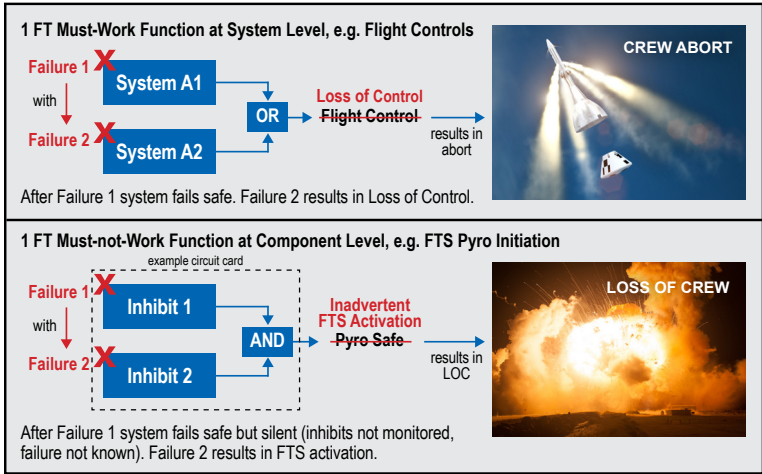 1 FT Must-Work Function at System Level, e.g. Flight Controls
Failure 1
X
System A1
with
Failure 2
X
System A2
OR
Loss of Control
Flight Control
results in
abort
CREW ABORT
After Failure 1 system fails safe. Failure 2 results in Loss of Control.
1 FT Must-not-Work Function at Component Level, e.g. FTS Pyro Initiation
example circuit card
Failure 1
X
Inhibit 1
with
Failure 2
X
Inhibit 2
AND
Inadvertent
FTS Activation
Pyro Safe
results in
LOC
LOSS OF CREW
After Failure 1 system fails safe but silent (inhibits not monitored,
failure not known). Failure 2 results in FTS activation.